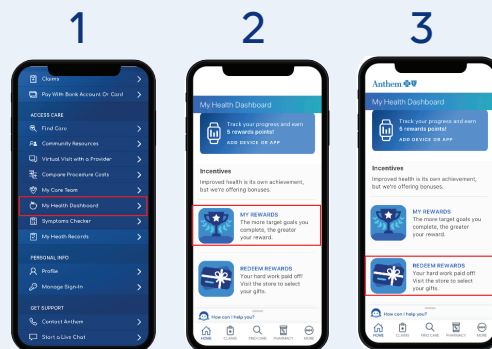 1
Claims
Pay With Bank Account Or Card
ACCESS CARE
Find Care
Community Resources
Virtual Visit with a Provider
Compare Procedure Costs
My Care Team
My Health Dashboard
Symptoms Checker
My Heath Records
PERSONAL INFO
Profile
Manage Sign-In
GET SUPPORT
Contact Anthem
Start a Live Chat
2
My Health Dashboard
Track your progress and earn
5 rewards points!
ADD DEVICE OR APP
Incentives
Improved health is its own achievement,
but we're offering bonuses.
MY REWARDS
The more target goals you
complete, the greater
your reward.
REDEEM REWARDS
Your hard work paid off!
Visit the store to select
your gifts.
How can I help you?
HOME CLAIMS FIND CARE PHARMACY MORE
3
Anthem
My Health Dashboard
Track your progress and earn
5 rewards points!
ADD DEVICE OR APP
Incentives
Improved health is its own achievement,
but we're offering bonuses.
MY REWARDS
The more target goals you
complete, the greater
your reward.
REDEEM REWARDS
Your hard work paid off!
Visit the store to select
your gifts.
How can I help you?
HOME CLAIMS FIND CARE PHARMACY MORE